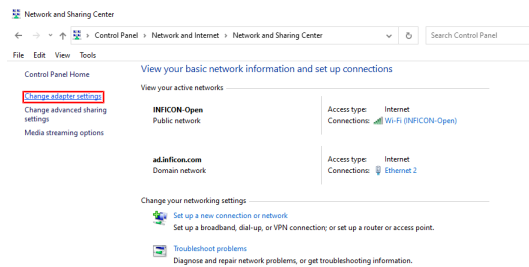 Network and Sharing Center
Control Panel > Network and Internet > Network and Sharing Center
Search Control Panel
File Edit View Tools
Control Panel Home
Change adapter settings
Change advanced sharing
settings
Media streaming options
View your basic network information and set up connections
View your active networks
INFICON-Open
Public network
Access type: Internet
Connections: Wi-Fi (INFICON-Open)
ad.inficon.com
Domain network
Access type: Internet
Connections: Ethernet 2
Change your networking settings
Set up a new connection or network
Set up a broadband, dial-up, or VPN connection; or set up a router or access point.
Troubleshoot problems
Diagnose and repair network problems, or get troubleshooting information.